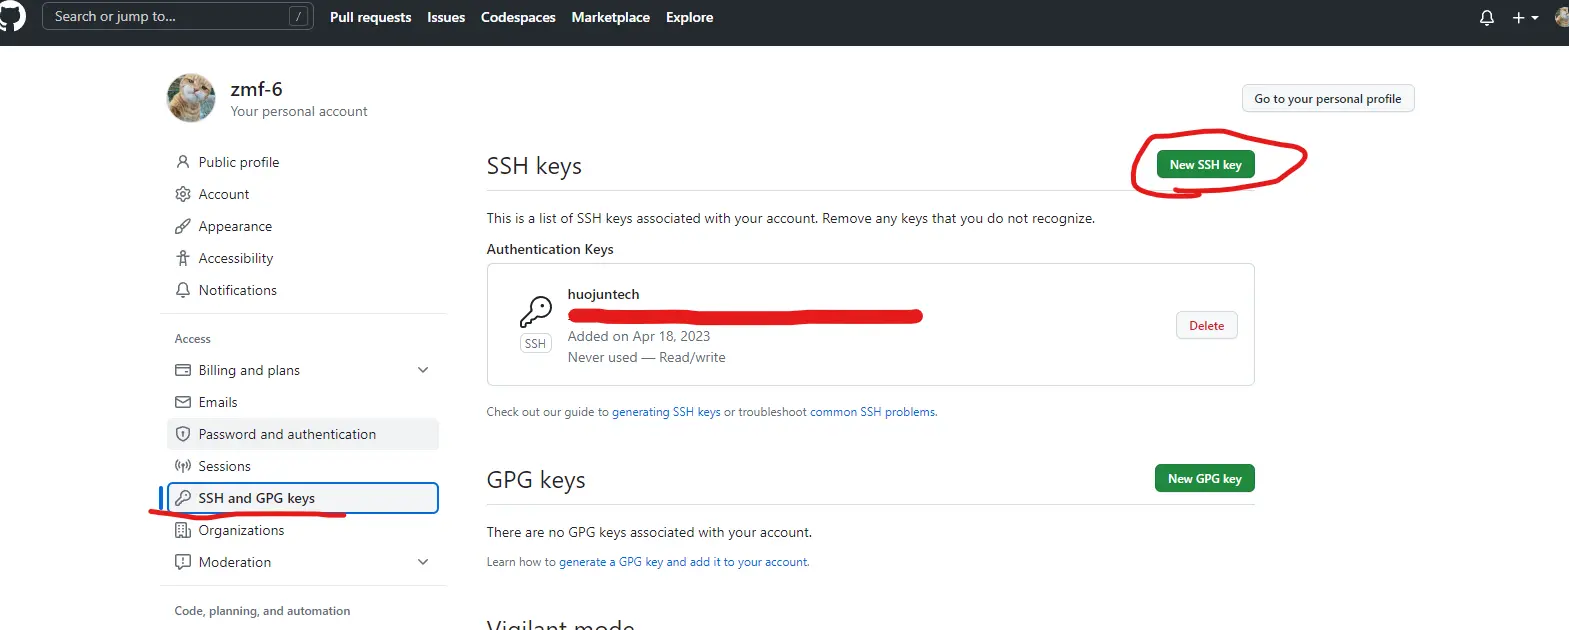 Search or jump to... /
Pull requests
Issues
Codespaces
Marketplace
Explore
zmf-6
Your personal account
Go to your personal profile
Public profile
Account
Appearance
Accessibility
Notifications
Access
Billing and plans
Emails
Password and authentication
Sessions
SSH and GPG keys
Organizations
Moderation
Code, planning, and automation
SSH keys
New SSH key
This is a list of SSH keys associated with your account. Remove any keys that you do not recognize.
Authentication Keys
SSH
huojuntech
Added on Apr 18, 2023
Never used — Read/write
Delete
Check out our guide to generating SSH keys or troubleshoot common SSH problems.
GPG keys
New GPG key
There are no GPG keys associated with your account.
Learn how to generate a GPG key and add it to your account.
Vigilant mode